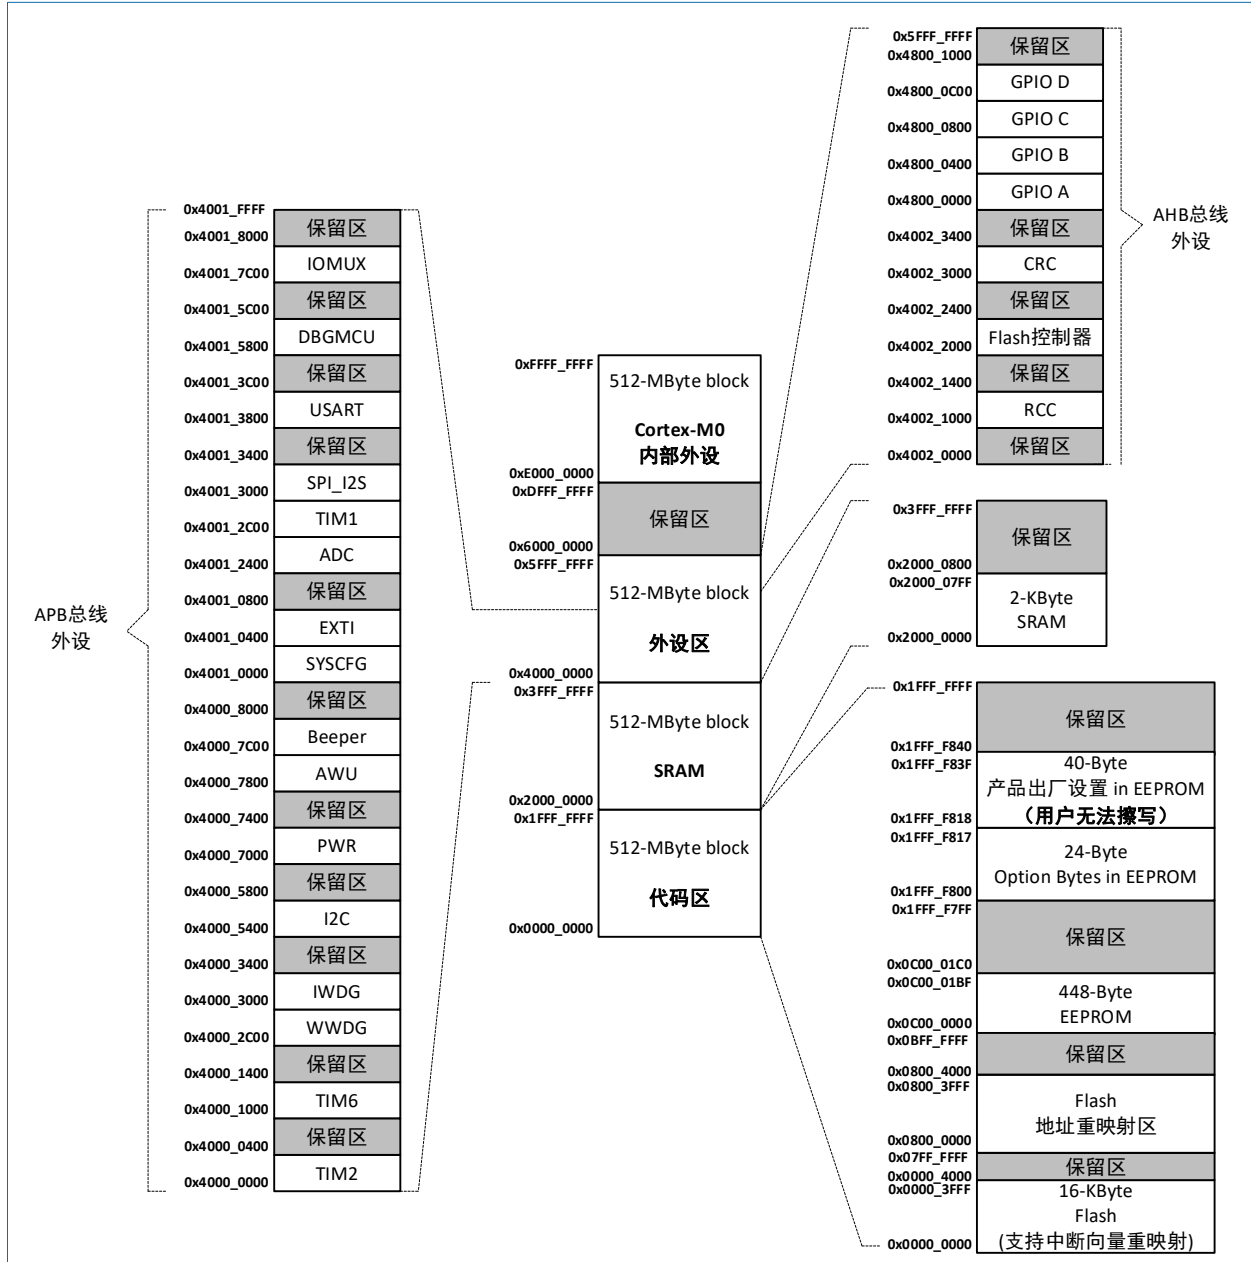 APB总线
外设
0x4001_FFFF
保留区
0x4001_8000
IOMUX
0x4001_7C00
保留区
0x4001_5C00
DBGMCU
0x4001_5800
保留区
0x4001_3C00
USART
0x4001_3800
保留区
0x4001_3400
SPI_I2S
0x4001_3000
TIM1
0x4001_2C00
ADC
0x4001_2400
保留区
0x4001_0800
EXTI
0x4001_0400
SYSCFG
0x4001_0000
保留区
0x4000_8000
Beeper
0x4000_7C00
AWU
0x4000_7800
保留区
0x4000_7400
PWR
0x4000_7000
保留区
0x4000_5800
I2C
0x4000_5400
保留区
0x4000_3400
IWDG
0x4000_3000
WWDG
0x4000_2C00
保留区
0x4000_1400
TIM6
0x4000_1000
保留区
0x4000_0400
TIM2
0x4000_0000
0xFFFF_FFFF
512-MByte block
Cortex-M0
内部外设
0xE000_0000
0xDFFF_FFFF
保留区
0x6000_0000
0x5FFF_FFFF
512-MByte block
外设区
0x4000_0000
0x3FFF_FFFF
512-MByte block
SRAM
0x2000_0000
0x1FFF_FFFF
512-MByte block
代码区
0x0000_0000
0x5FFF_FFFF
保留区
0x4800_1000
GPIO D
0x4800_0C00
GPIO C
0x4800_0800
GPIO B
0x4800_0400
GPIO A
0x4800_0000
保留区
0x4002_3400
CRC
0x4002_3000
保留区
0x4002_2400
Flash控制器
0x4002_2000
保留区
0x4002_1400
RCC
0x4002_1000
保留区
0x4002_0000
AHB总线
外设
0x3FFF_FFFF
保留区
0x2000_0800
0x2000_07FF
2-KByte
SRAM
0x2000_0000
0x1FFF_FFFF
保留区
0x1FFF_F840
0x1FFF_F83F
40-Byte
产品出厂设置 in EEPROM
（用户无法擦写）
0x1FFF_F818
0x1FFF_F817
24-Byte
Option Bytes in EEPROM
0x1FFF_F800
0x1FFF_F7FF
保留区
0x0C00_01C0
0x0C00_01BF
448-Byte
EEPROM
0x0C00_0000
0x0BFF_FFFF
保留区
0x0800_4000
0x0800_3FFF
Flash
地址重映射区
0x0800_0000
0x07FF_FFFF
保留区
0x0000_4000
0x0000_3FFF
16-KByte
Flash
(支持中断向量重映射)
0x0000_0000